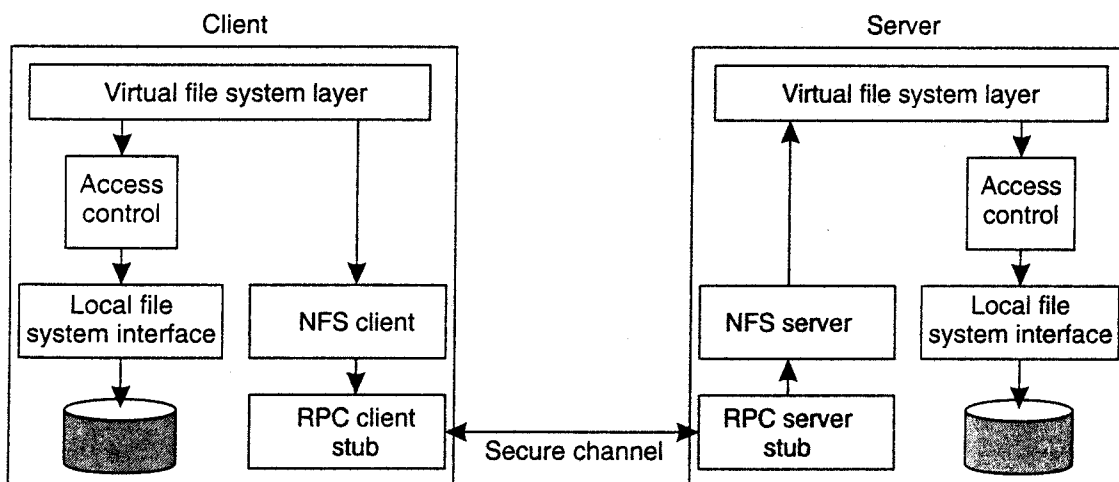 Client
Server
Virtual file system layer
Virtual file system layer
Access
control
Access
control
Local file
system interface
NFS client
NFS server
Local file
system interface
RPC client
stub
Secure channel
RPC server
stub